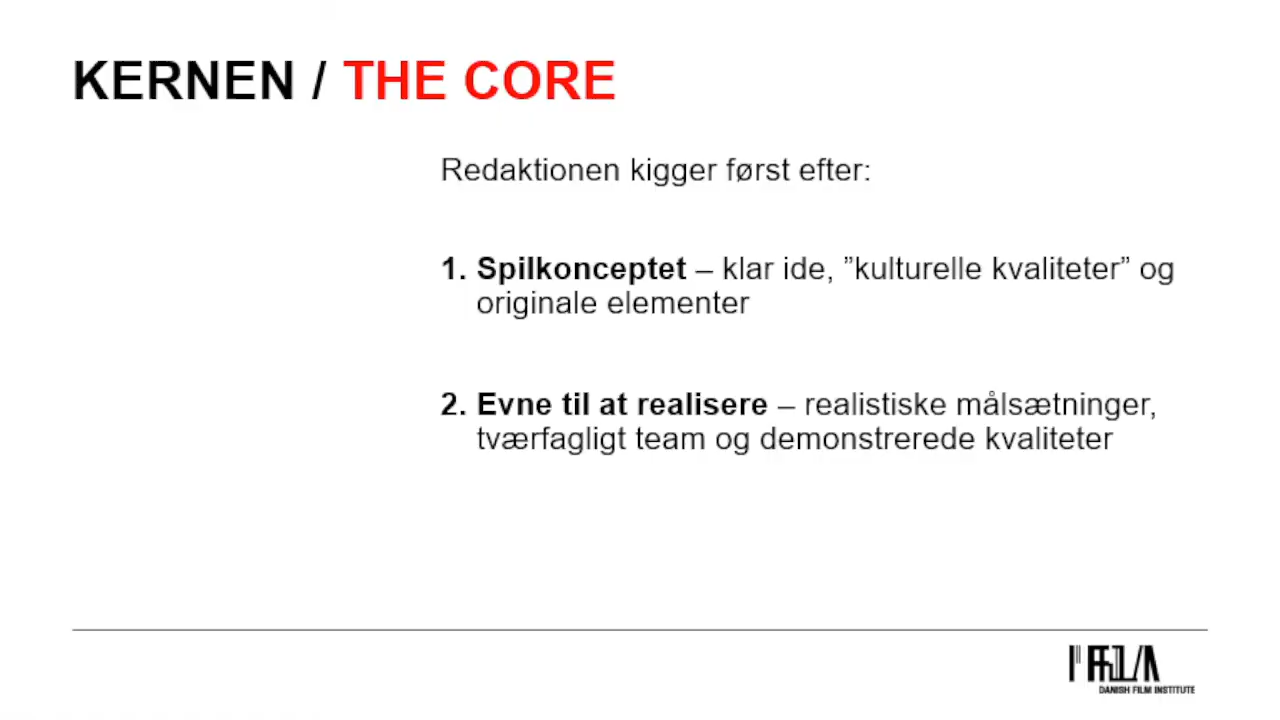 KERNEN / THE CORE
Redaktionen kigger først efter:
1. Spilkonceptet – klar ide, ”kulturelle kvaliteter” og
originale elementer
2. Evne til at realisere – realistiske målsætninger,
tværfagligt team og demonstrerede kvaliteter
DANISH FILM INSTITUTE